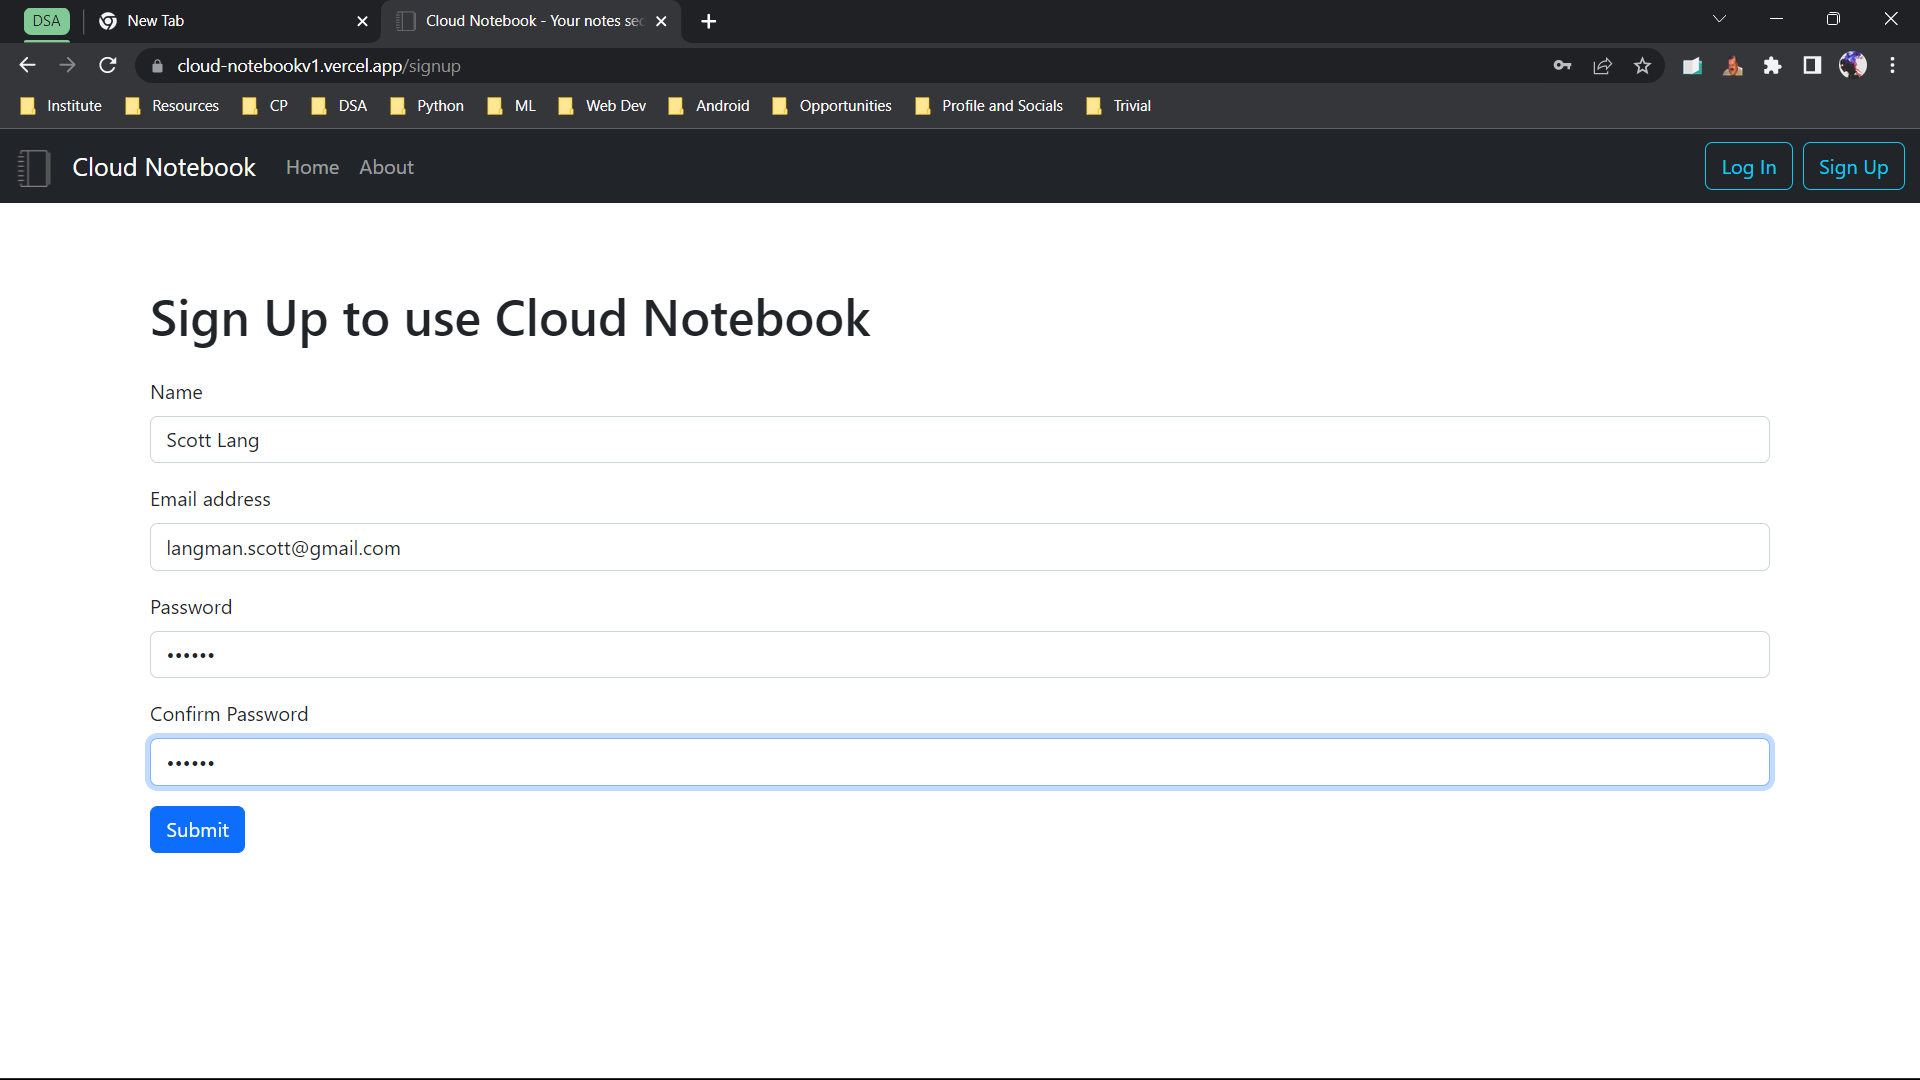 DSA New Tab Cloud Notebook - Your notes sec
cloud-notebookv1.vercel.app/signup
Institute Resources CP DSA Python ML Web Dev Android Opportunities Profile and Socials Trivial
Cloud Notebook Home About Log In Sign Up
Sign Up to use Cloud Notebook
Name
Scott Lang
Email address
langman.scott@gmail.com
Password
••••••
Confirm Password
••••••
Submit